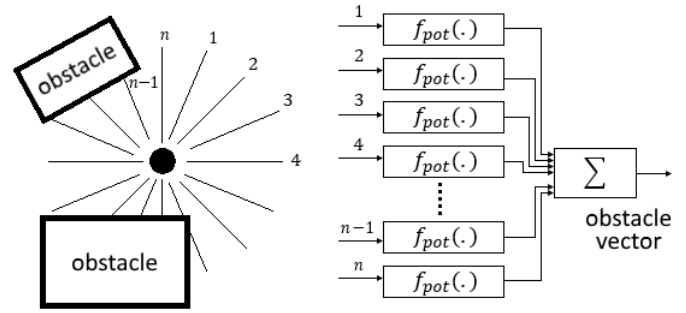 obstacle
n
1
2
n−1
3
4
obstacle
1
f_pot(.)
2
f_pot(.)
3
f_pot(.)
4
f_pot(.)
n−1
f_pot(.)
n
f_pot(.)
∑
obstacle
vector